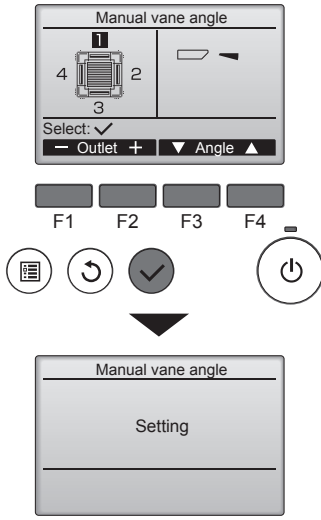 Manual vane angle
1
4 2
3
Select: ✓
− Outlet + ▼ Angle ▲
F1 F2 F3 F4
Manual vane angle
Setting